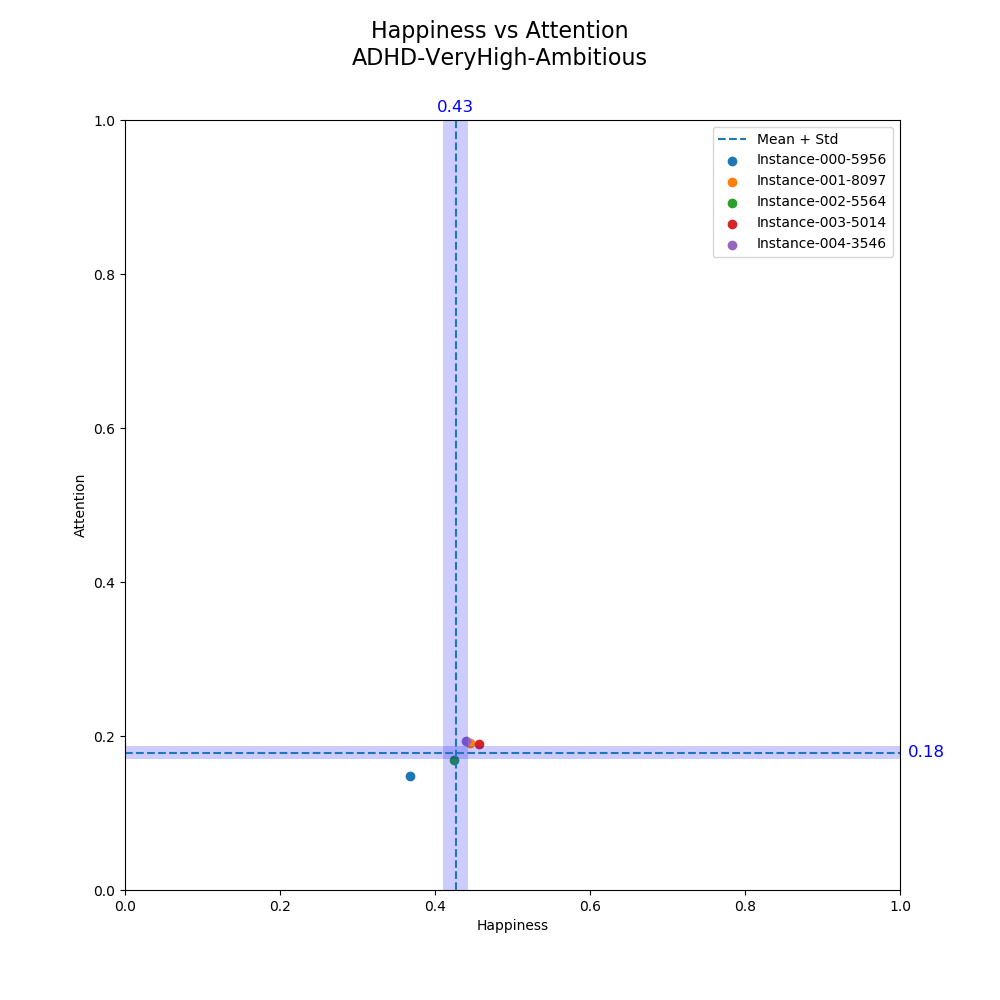 Happiness vs Attention
ADHD-VeryHigh-Ambitious
0.43
1.0
0.8
0.6
0.4
0.2
0.0
Attention
Mean + Std
Instance-000-5956
Instance-001-8097
Instance-002-5564
Instance-003-5014
Instance-004-3546
0.18
0.0 0.2 0.4 0.6 0.8 1.0
Happiness